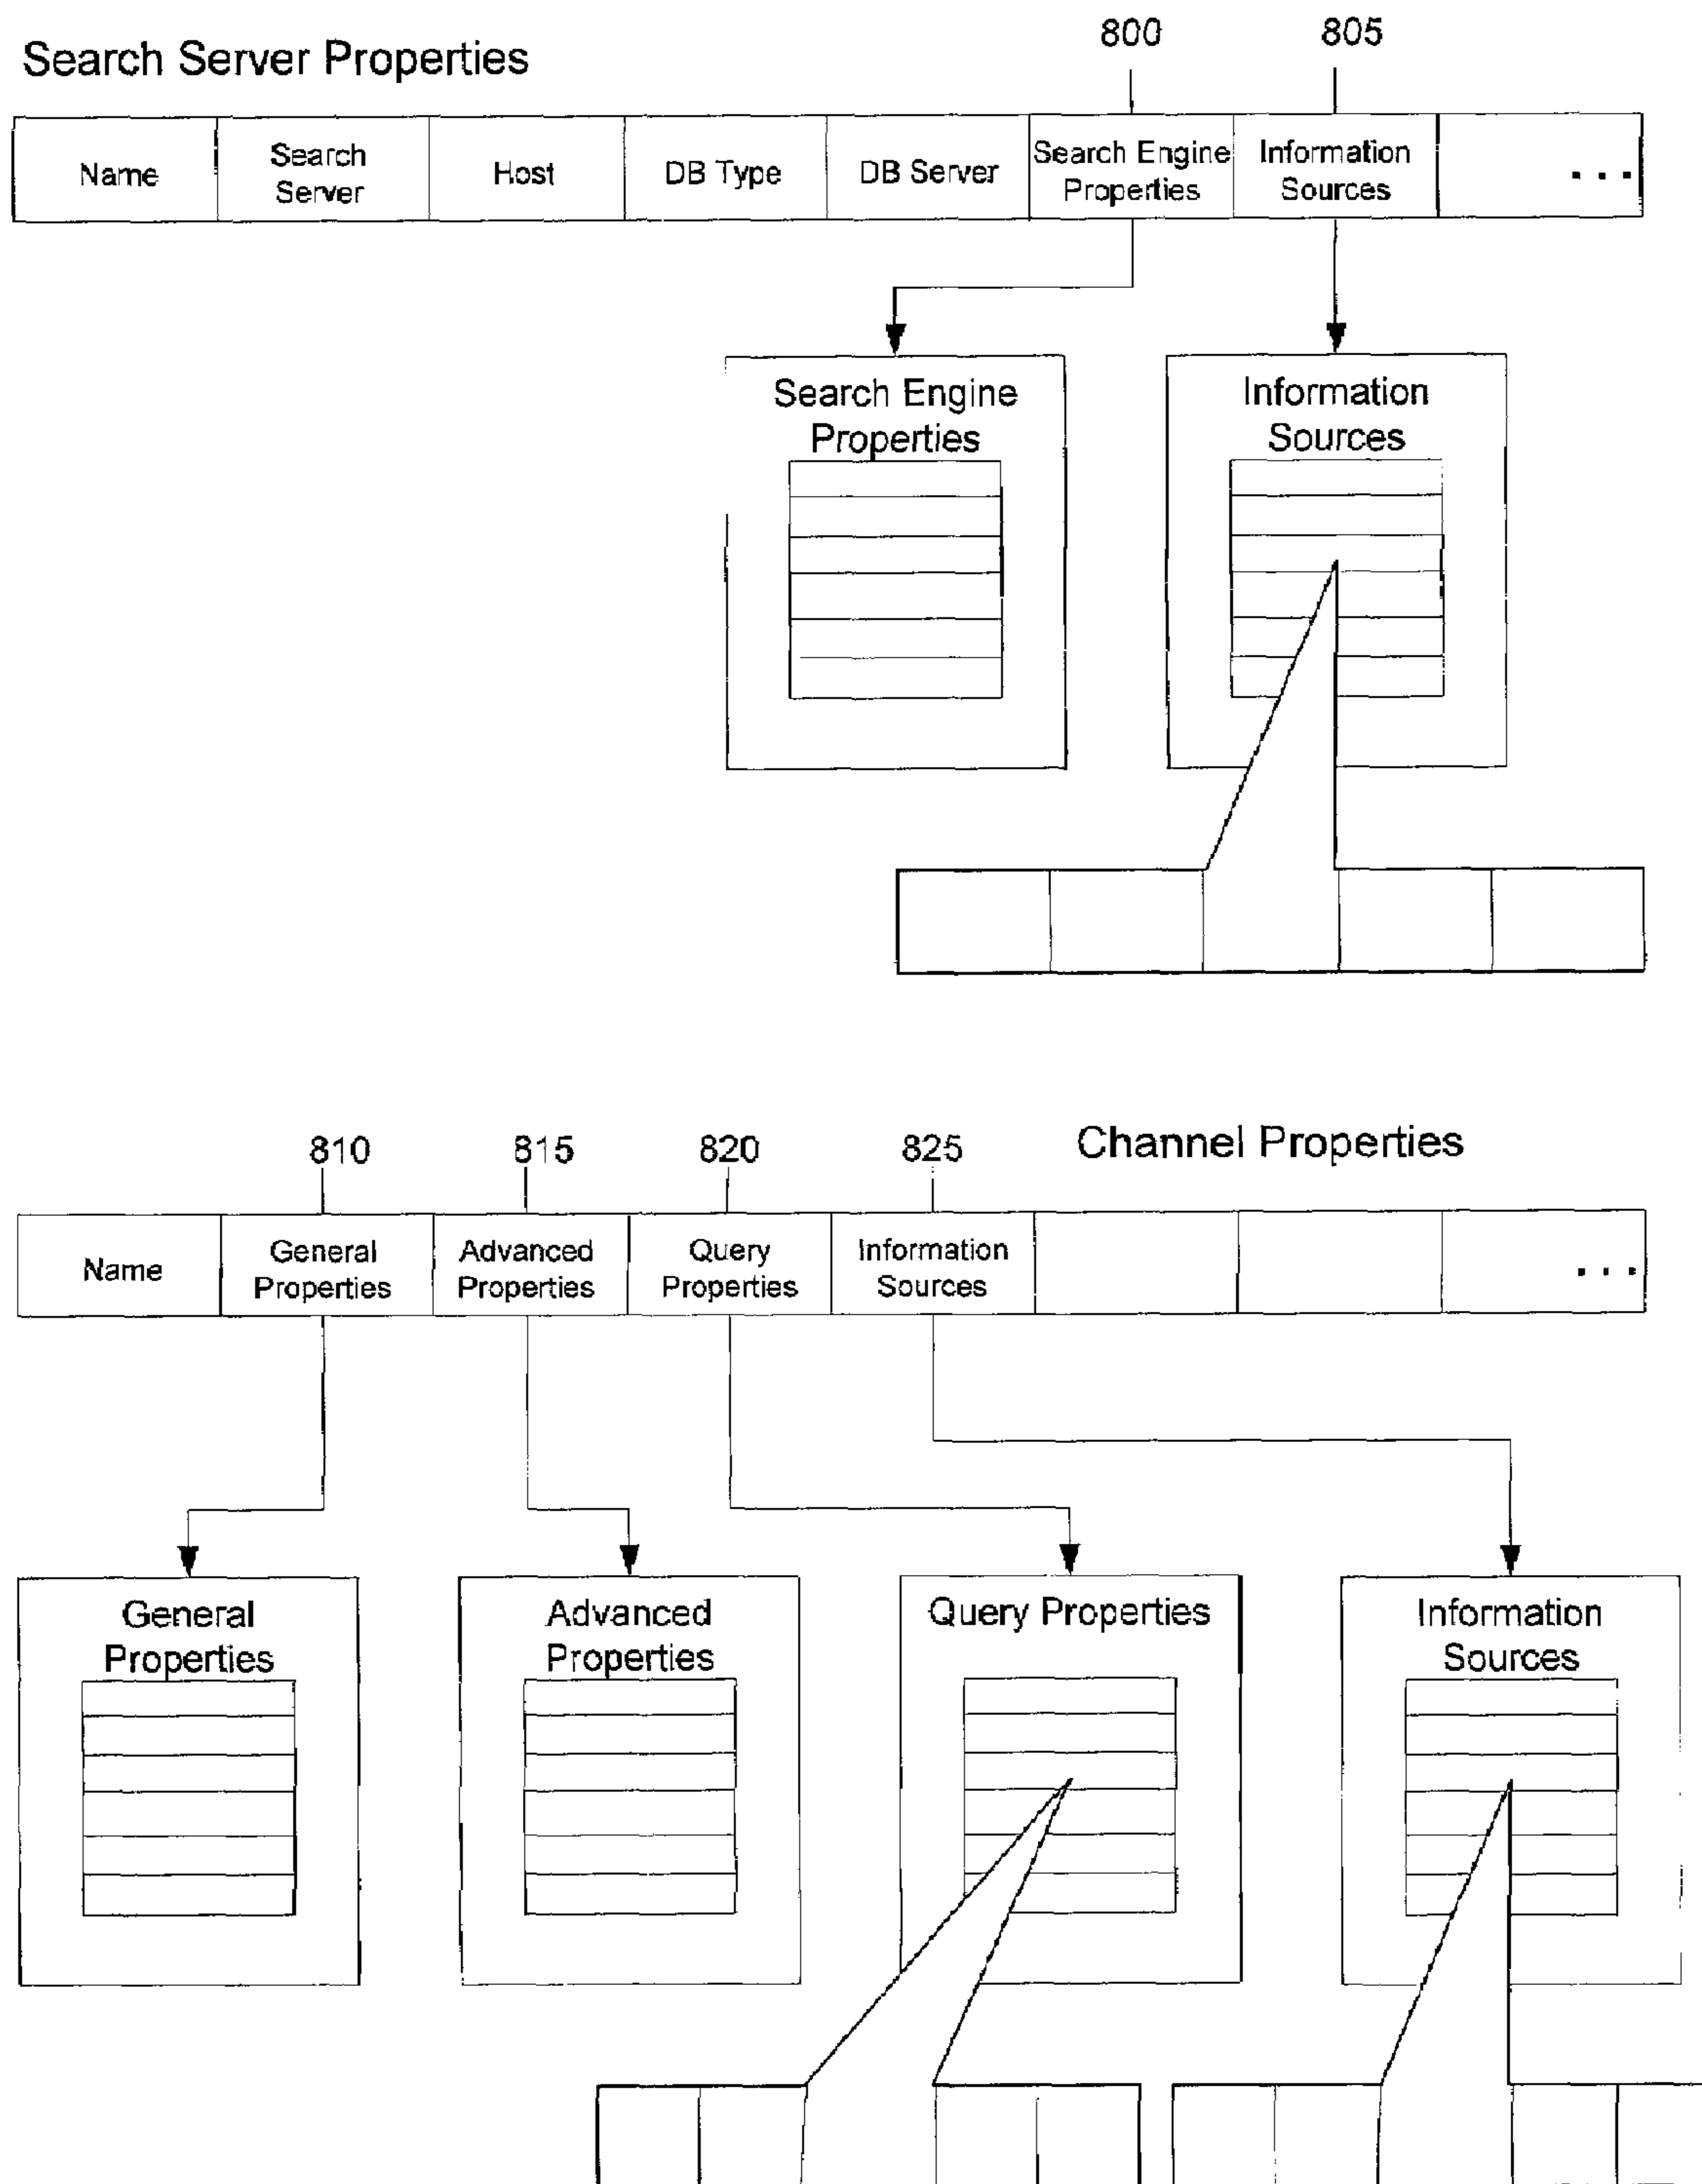 800
805
Search Server Properties
Name
Search
Server
Host
DB Type
DB Server
Search Engine
Properties
Information
Sources
...
Search Engine
Properties
Information
Sources
810
815
820
825
Channel Properties
Name
General
Properties
Advanced
Properties
Query
Properties
Information
Sources
...
General
Properties
Advanced
Properties
Query Properties
Information
Sources